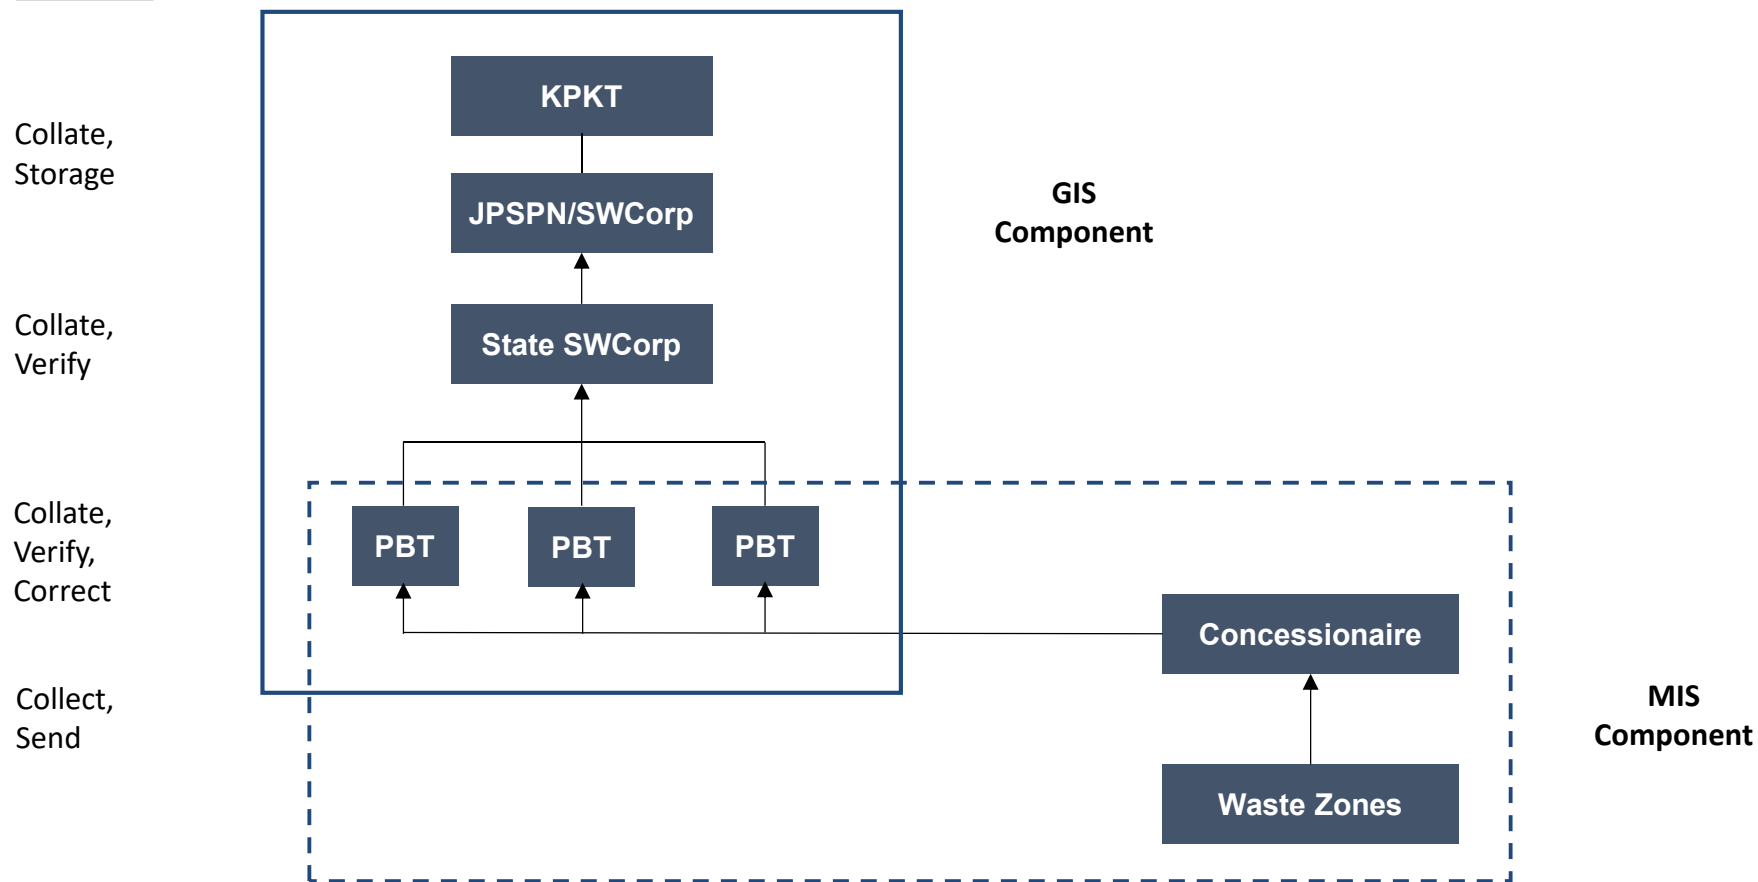 KPKT
Collate,
Storage
JPSPN/SWCorp
GIS
Component
State SWCorp
Collate,
Verify
Collate,
Verify,
Correct
PBT
PBT
PBT
Concessionaire
Collect,
Send
MIS
Component
Waste Zones